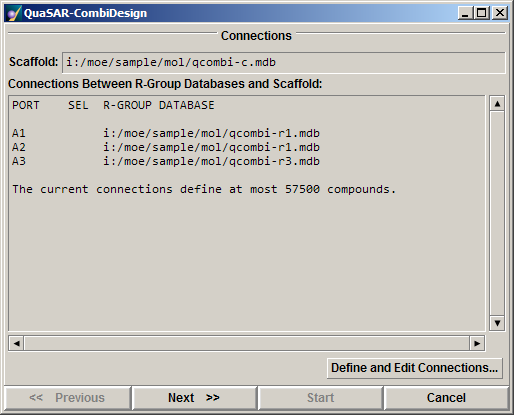 QuaSAR-CombiDesign
Connections
Scaffold: i:/moe/sample/mol/qcombi-c.mdb
Connections Between R-Group Databases and Scaffold:
PORT SEL R-GROUP DATABASE
A1 i:/moe/sample/mol/qcombi-r1.mdb
A2 i:/moe/sample/mol/qcombi-r1.mdb
A3 i:/moe/sample/mol/qcombi-r3.mdb
The current connections define at most 57500 compounds.
Define and Edit Connections...
<< Previous Next >> Start Cancel